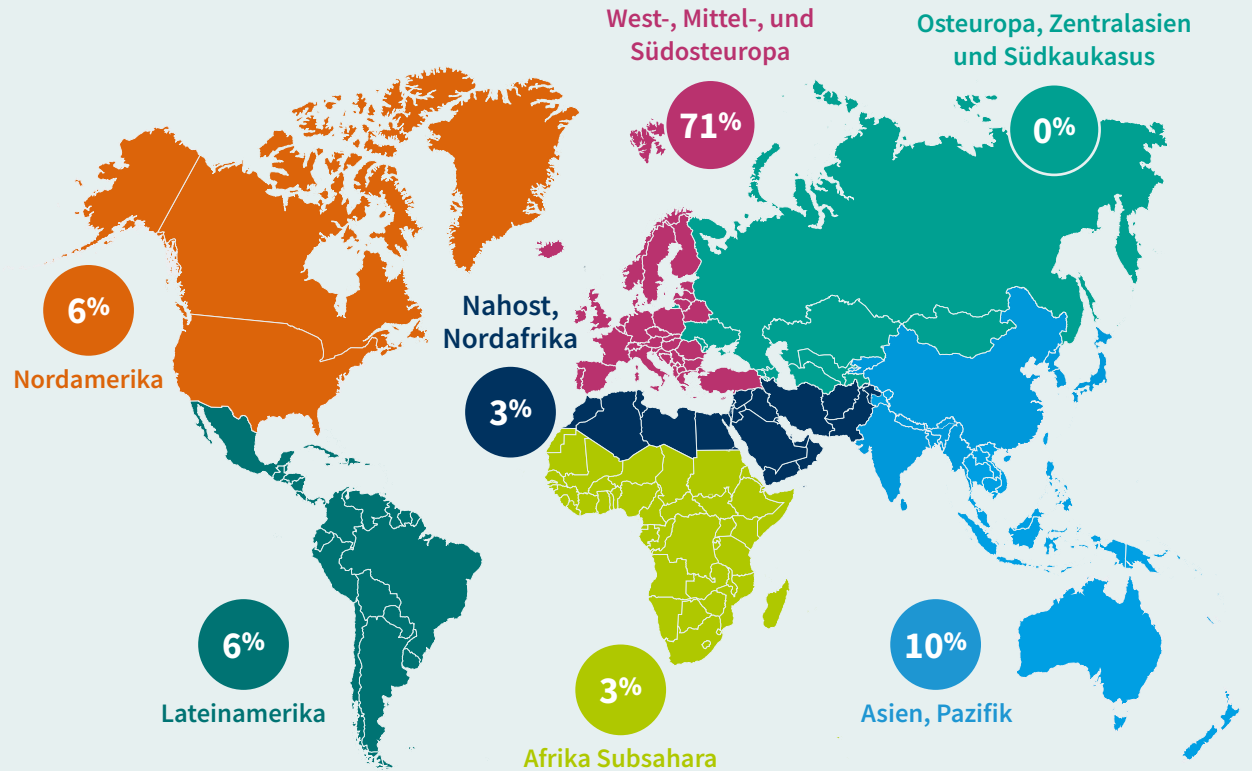 West-, Mittel-, und
Südosteuropa
71%
Osteuropa, Zentralasien
und Südkaukasus
0%
6%
Nordamerika
Nahost,
Nordafrika
3%
6%
Lateinamerika
3%
Afrika Subsahara
10%
Asien, Pazifik